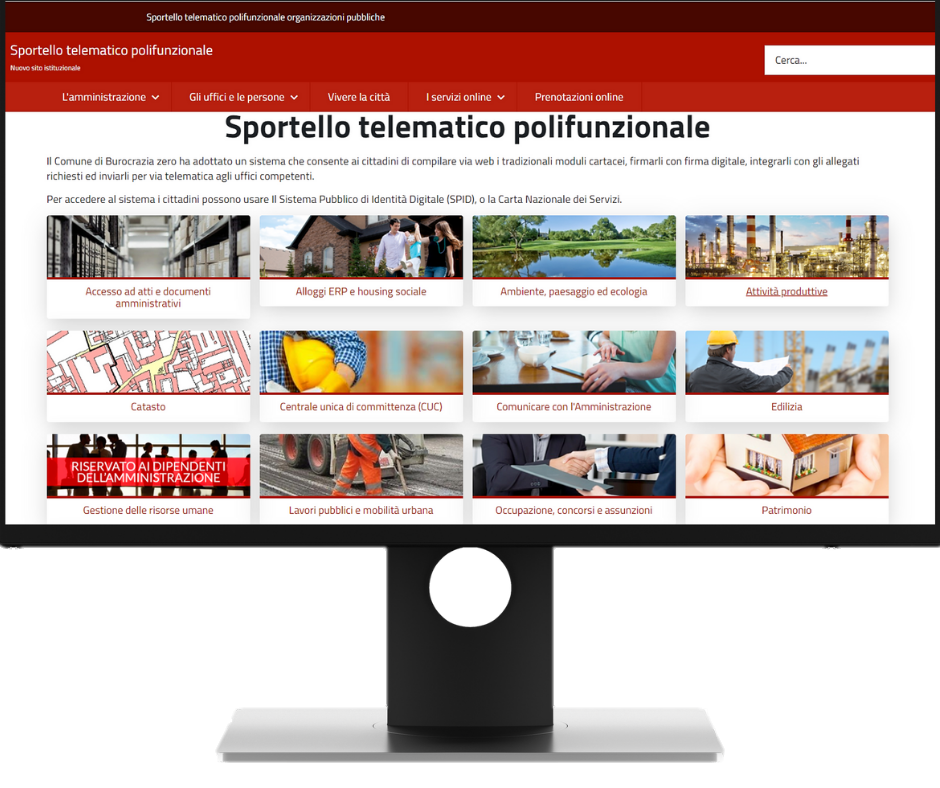 Sportello telematico polifunzionale organizzazioni pubbliche
Sportello telematico polifunzionale
Nuovo sito istituzionale
Cerca...
L'amministrazione
Gli uffici e le persone
Vivere la città
I servizi online
Prenotazioni online
Sportello telematico polifunzionale
Il Comune di Burocrazia zero ha adottato un sistema che consente ai cittadini di compilare via web i tradizionali moduli cartacei, firmarli con firma digitale, integrarli con gli allegati
richiesti ed inviarli per via telematica agli uffici competenti.
Per accedere al sistema i cittadini possono usare Il Sistema Pubblico di Identità Digitale (SPID), o la Carta Nazionale dei Servizi.
Accesso ad atti e documenti
amministrativi
Alloggi ERP e housing sociale
Ambiente, paesaggio ed ecologia
Attività produttive
Catasto
Centrale unica di committenza (CUC)
Comunicare con l'Amministrazione
Edilizia
RISERVATO AI DIPENDENTI
DELL'AMMINISTRAZIONE
Gestione delle risorse umane
Lavori pubblici e mobilità urbana
Occupazione, concorsi e assunzioni
Patrimonio